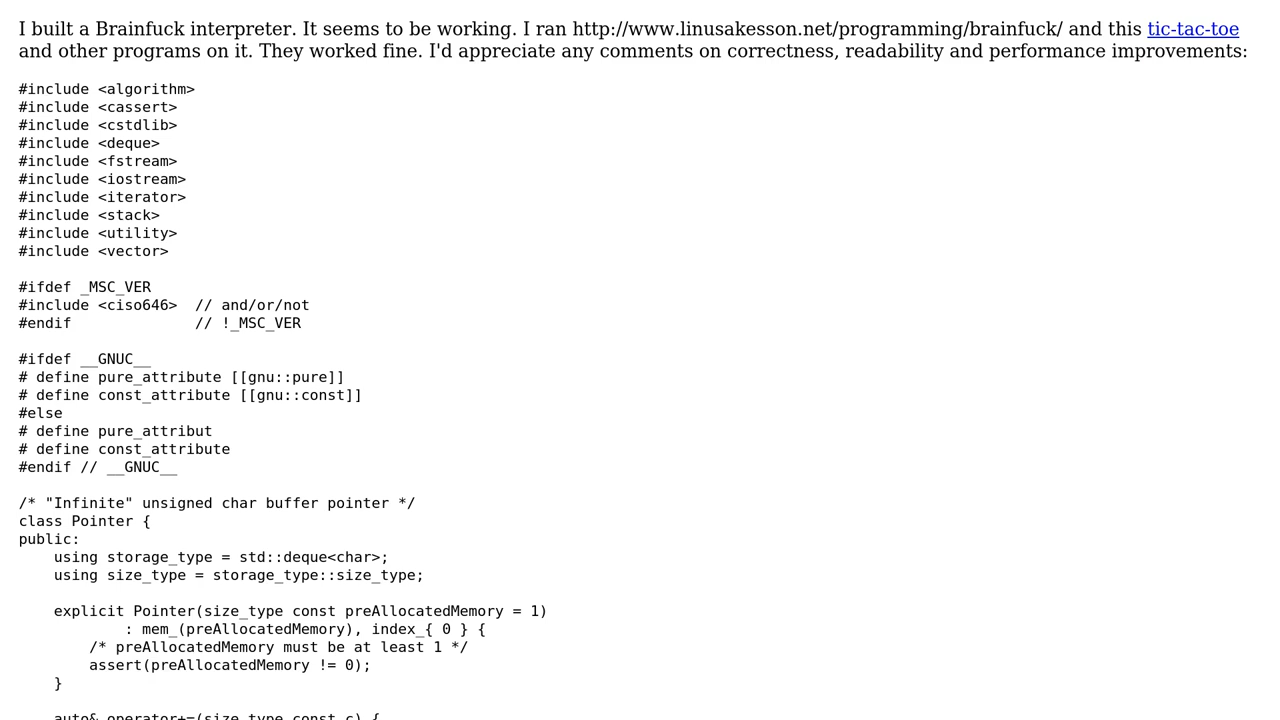 I built a Brainfuck interpreter. It seems to be working. I ran http://www.linusakesson.net/programming/brainfuck/ and this tic-tac-toe
and other programs on it. They worked fine. I'd appreciate any comments on correctness, readability and performance improvements:
#include <algorithm>
#include <cassert>
#include <cstdlib>
#include <deque>
#include <fstream>
#include <iostream>
#include <iterator>
#include <stack>
#include <utility>
#include <vector>
#ifdef _MSC_VER
#include <ciso646>  // and/or/not
#endif              // !_MSC_VER
#ifdef __GNUC__
# define pure_attribute [[gnu::pure]]
# define const_attribute [[gnu::const]]
#else
# define pure_attribut
# define const_attribute
#endif // __GNUC__
/* "Infinite" unsigned char buffer pointer */
class Pointer {
public:
    using storage_type = std::deque<char>;
    using size_type = storage_type::size_type;
    explicit Pointer(size_type const preAllocatedMemory = 1)
            : mem_(preAllocatedMemory), index_{ 0 } {
        /* preAllocatedMemory must be at least 1 */
        assert(preAllocatedMemory != 0);
    }
    auto& operator+=(size_type const c) {